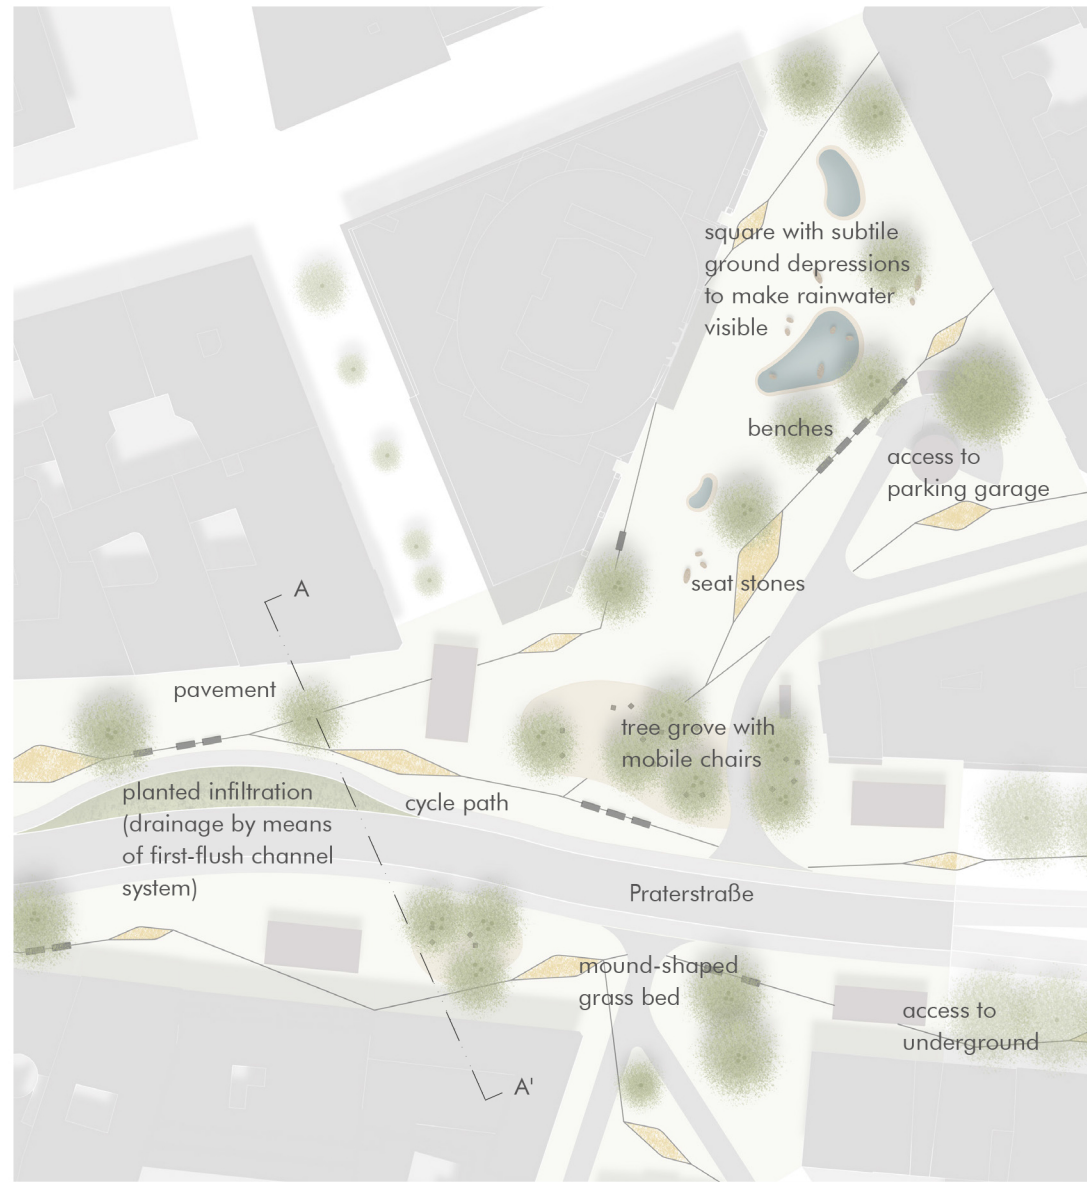 square with subtile
ground depressions
to make rainwater
visible
benches
access to
parking garage
seat stones
A
pavement
tree grove with
mobile chairs
planted infiltration
(drainage by means
of first-flush channel
system)
cycle path
Praterstraße
mound-shaped
grass bed
access to
underground
A'